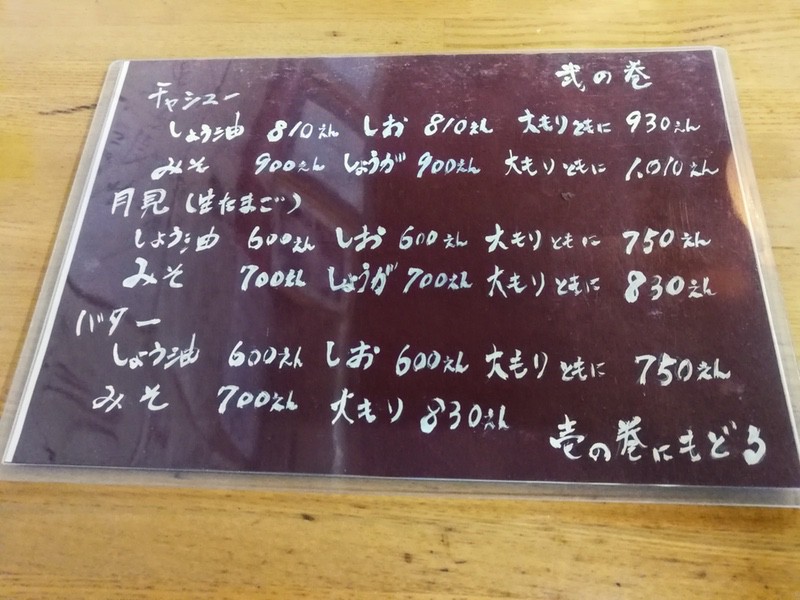 弐の巻
チャシュー
しょう油 810えん しお 810えん 大もりともに 930えん
みそ 900えん しょうが 900えん 大もりともに 1,010えん
月見(生たまご)
しょう油 600えん しお 600えん 大もりともに 750えん
みそ 700えん しょうが 700えん 大もりともに 830えん
バター
しょう油 600えん しお 600えん 大もりともに 750えん
みそ 700えん 大もり 830えん
壱の巻にもどる